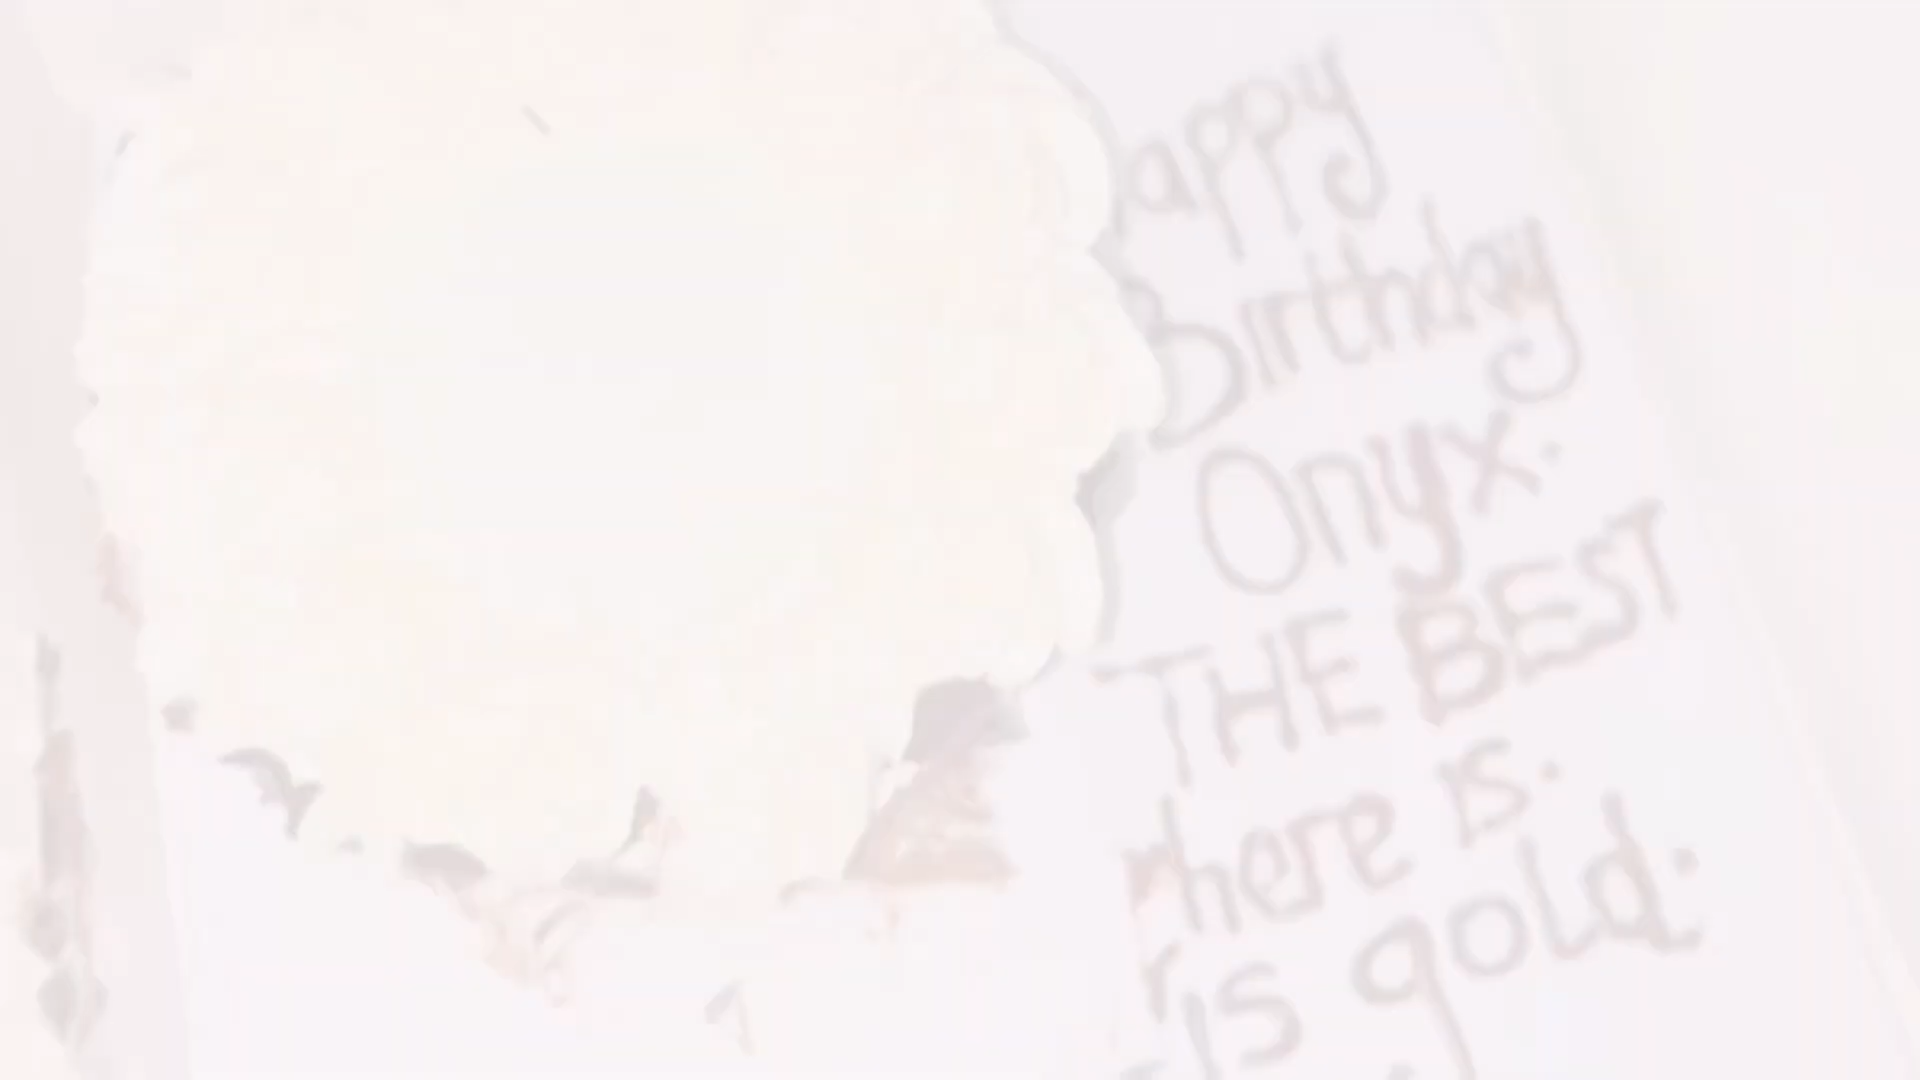 appy
Birthday
Onyx.
THE BEST
here is.
is gold.